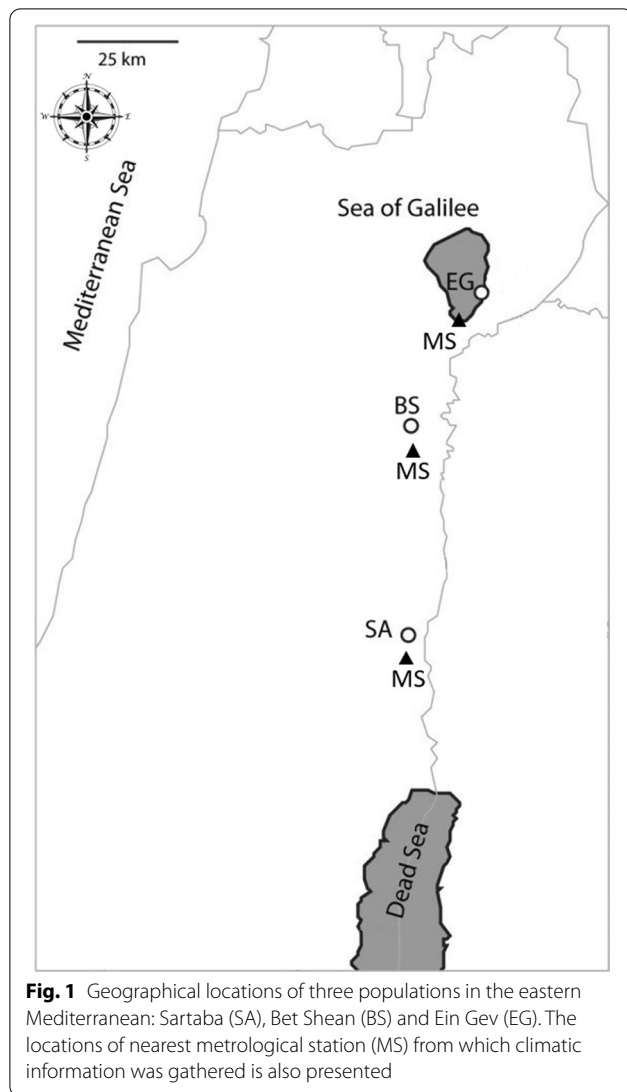 25 km
N
W
E
S
Mediterranean Sea
Sea of Galilee
EG
MS
BS
MS
SA
MS
Dead Sea
Fig. 1 Geographical locations of three populations in the eastern
Mediterranean: Sartaba (SA), Bet Shean (BS) and Ein Gev (EG). The
locations of nearest metrological station (MS) from which climatic
information was gathered is also presented